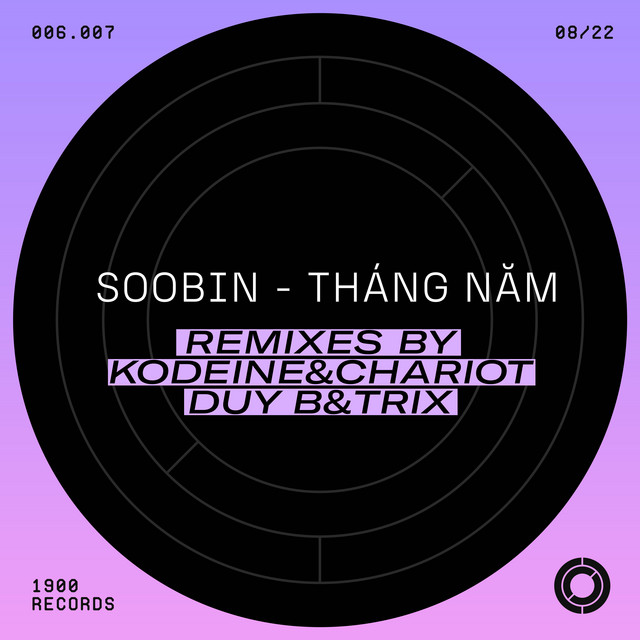 006.007
08/22
SOOBIN - THÁNG NĂM
REMIXES BY
KODEINE&CHARIOT
DUY B&TRIX
1900
RECORDS